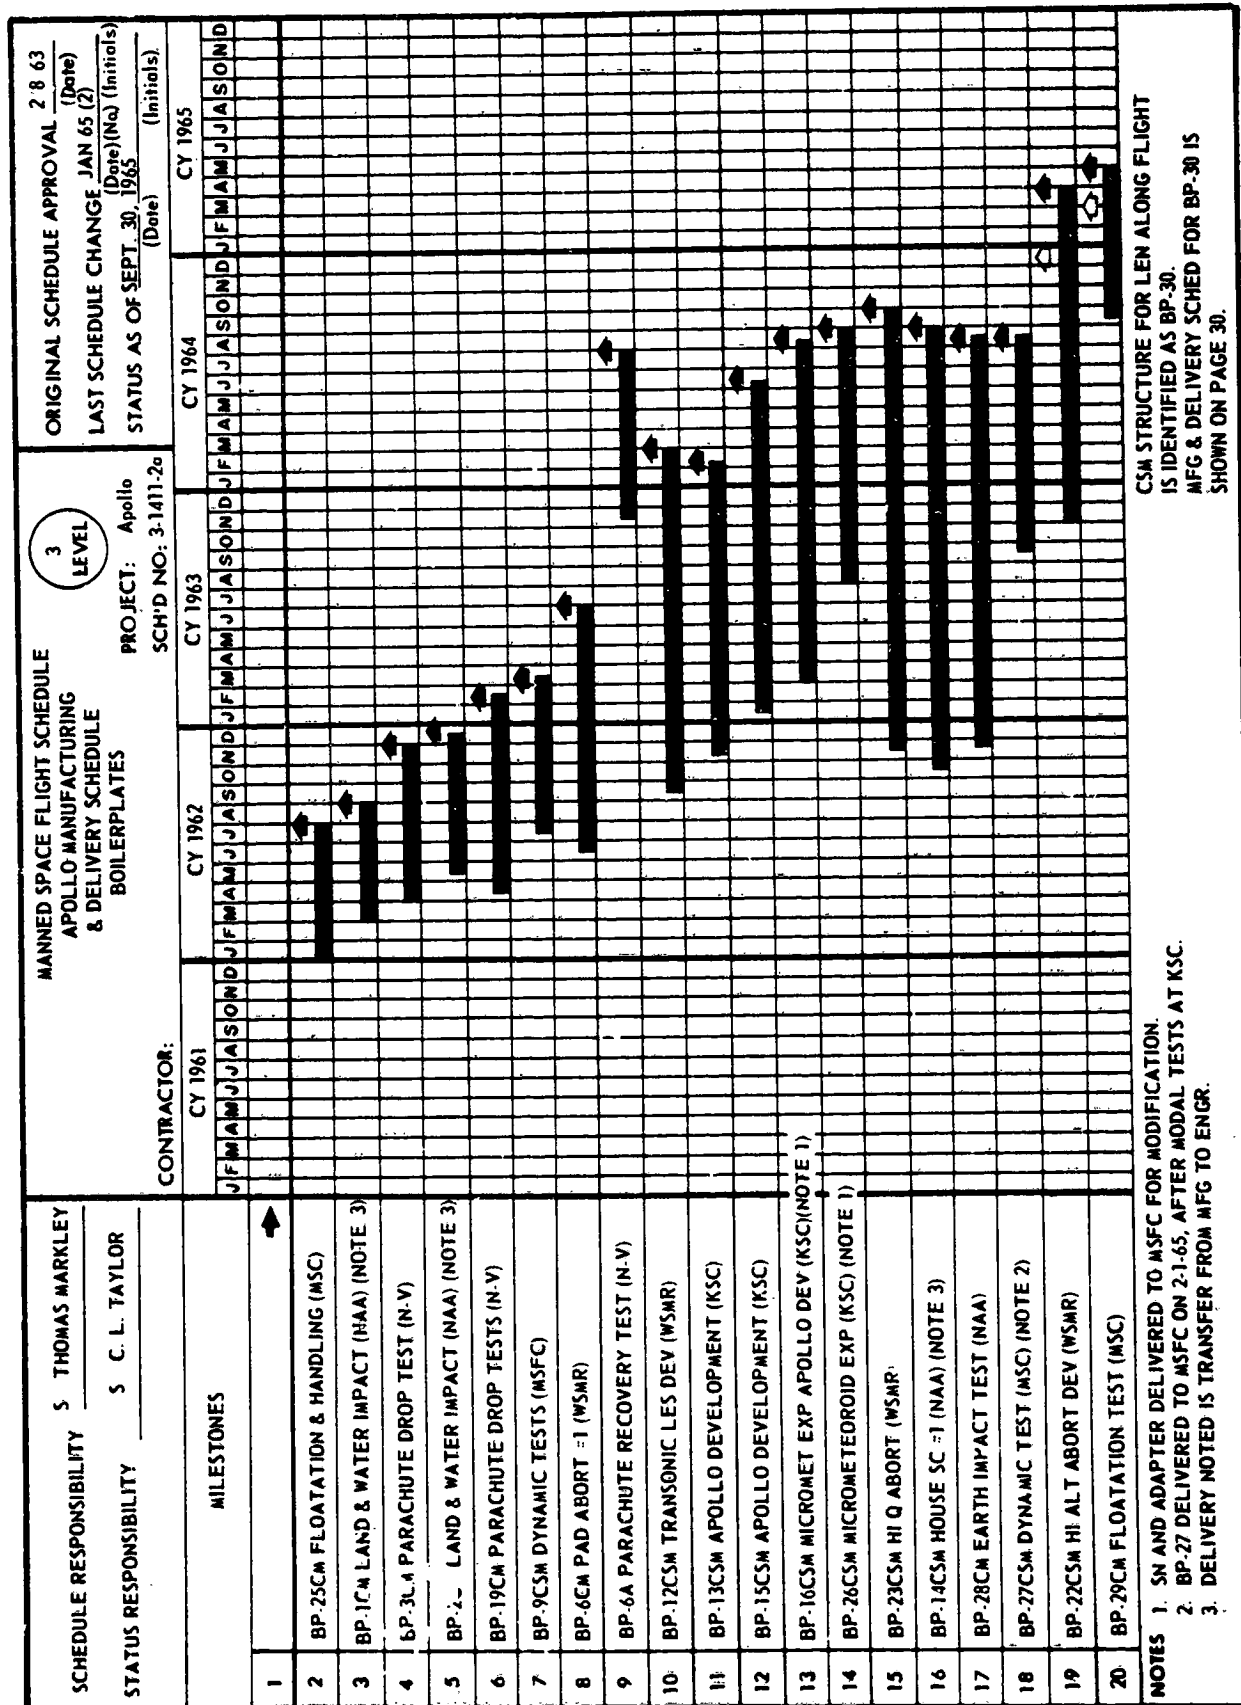 SCHEDULE RESPONSIBILITY S THOMAS MARKLEY
STATUS RESPONSIBILITY S C. L. TAYLOR
MANNED SPACE FLIGHT SCHEDULE
APOLLO MANUFACTURING
& DELIVERY SCHEDULE
BOILERPLATES
3
LEVEL
CONTRACTOR:
PROJECT: Apollo
SCH'D NO: 3-1411-2a
ORIGINAL SCHEDULE APPROVAL 2 8 63
(Date)
LAST SCHEDULE CHANGE JAN 65 (2)
(Date)(No.) (Initials)
STATUS AS OF SEPT. 30, 1965
(Date) (Initials)
MILESTONES
CY 1961 CY 1962 CY 1963 CY 1964 CY 1965
J F M A M J J A S O N D J F M A M J J A S O N D J F M A M J J A S O N D J F M A M J J A S O N D J F M A M J J A S O N D
1
2 BP-25CM FLOATATION & HANDLING (MSC)
3 BP-1CM LAND & WATER IMPACT (NAA) (NOTE 3)
4 BP-3CM PARACHUTE DROP TEST (N-V)
5 LAND & WATER IMPACT (NAA) (NOTE 3)
6 BP-19CM PARACHUTE DROP TESTS (N-V)
7 BP-9CSM DYNAMIC TESTS (MSFC)
8 BP-6CM PAD ABORT =1 (WSMR)
9 BP-6A PARACHUTE RECOVERY TEST (N-V)
10 BP-12CSM TRANSONIC LES DEV (WSMR)
11 BP-13CSM APOLLO DEVELOPMENT (KSC)
12 BP-15CSM APOLLO DEVELOPMENT (KSC)
13 BP-16CSM MICROMET EXP APOLLO DEV (KSC)(NOTE 1)
14 BP-26CSM MICROMETEOROID EXP (KSC) (NOTE 1)
15 BP-23CSM HI Q ABORT (WSMR)
16 BP-14CSM HOUSE SC =1 (NAA) (NOTE 3)
17 BP-28CM EARTH IMPACT TEST (NAA)
18 BP-27CSM DYNAMIC TEST (MSC) (NOTE 2)
19 BP-22CSM HI ALT ABORT DEV (WSMR)
20 BP-29CM FLOATATION TEST (MSC)
NOTES 1. SN AND ADAPTER DELIVERED TO MSFC FOR MODIFICATION.
2. BP-27 DELIVERED TO MSFC ON 2-1-65, AFTER MODAL TESTS AT KSC.
3. DELIVERY NOTED IS TRANSFER FROM MFG TO ENGR.
CSM STRUCTURE FOR LEN ALONG FLIGHT
IS IDENTIFIED AS BP-30.
MFG & DELIVERY SCHED FOR BP-30 IS
SHOWN ON PAGE 30.